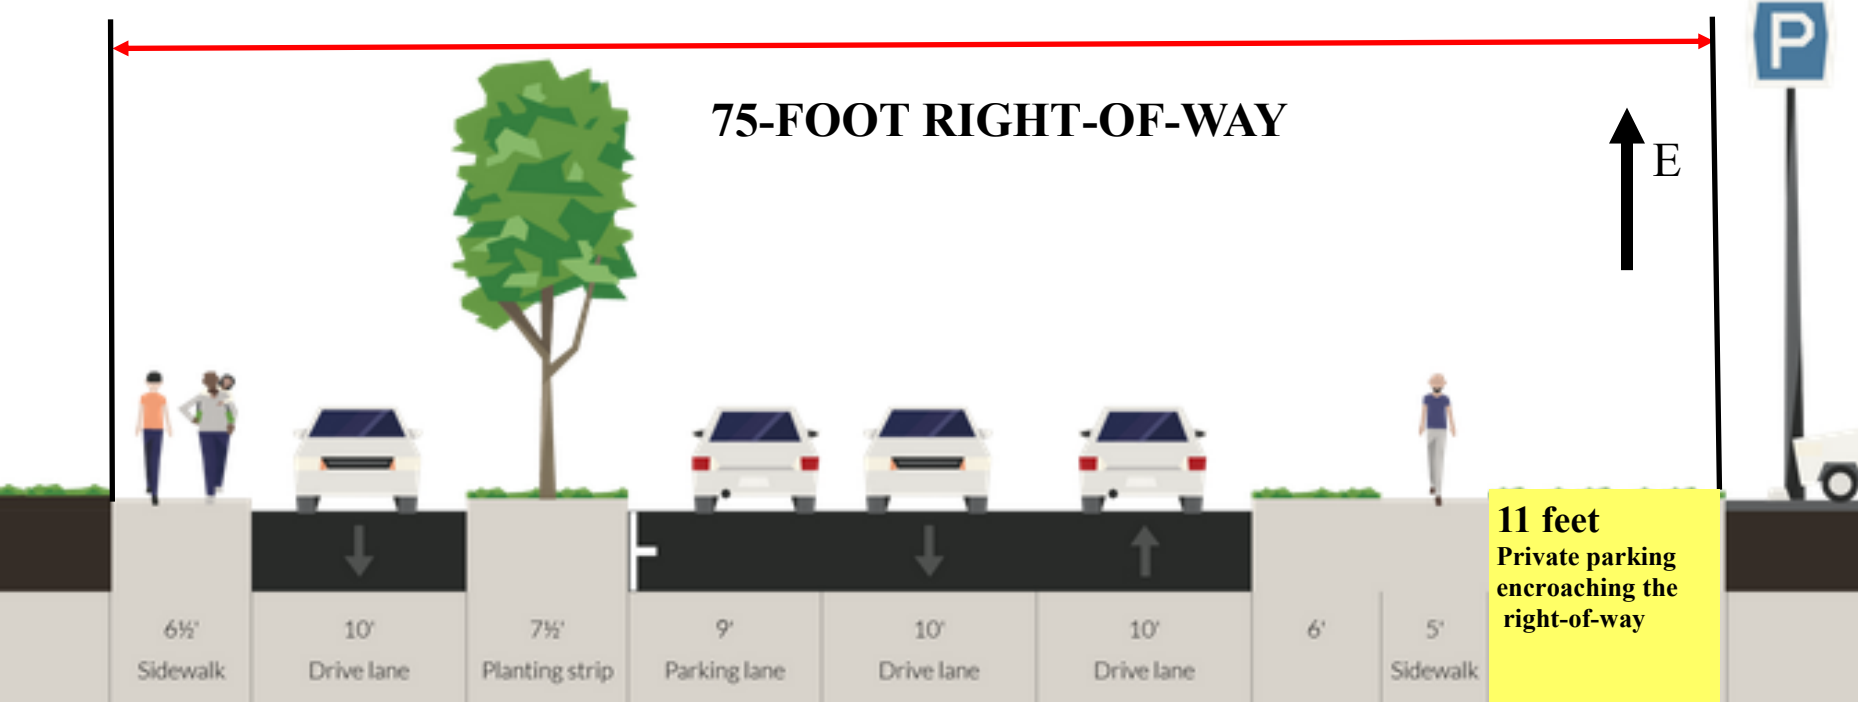 P
75-FOOT RIGHT-OF-WAY
E
11 feet
Private parking
encroaching the
right-of-way
6½' 10' 7½' 9' 10' 10' 6' 5'
Sidewalk Drive lane Planting strip Parking lane Drive lane Drive lane Sidewalk